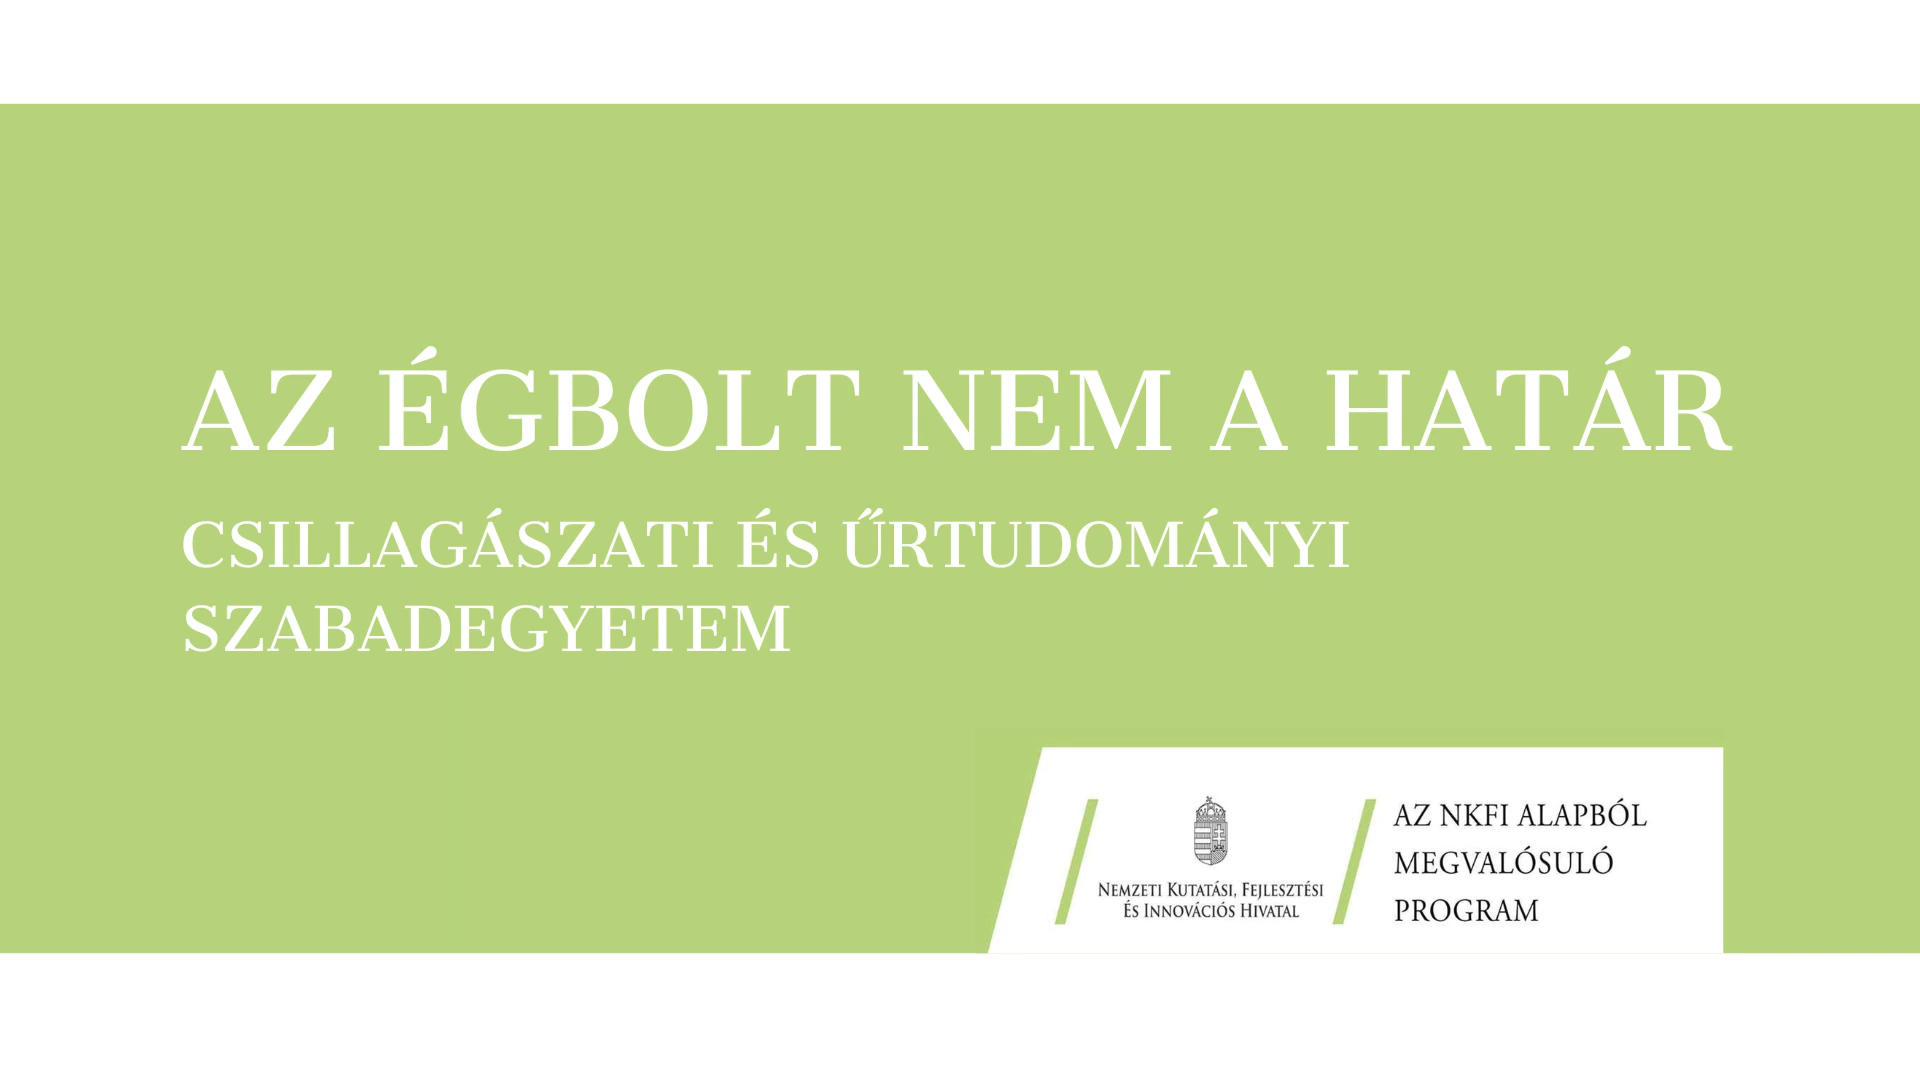 AZ ÉGBOLT NEM A HATÁR
CSILLAGÁSZATI ÉS ŰRTUDOMÁNYI
SZABADEGYETEM
NEMZETI KUTATÁSI, FEJLESZTÉSI
ÉS INNOVÁCIÓS HIVATAL
AZ NKFI ALAPBÓL
MEGVALÓSULÓ
PROGRAM